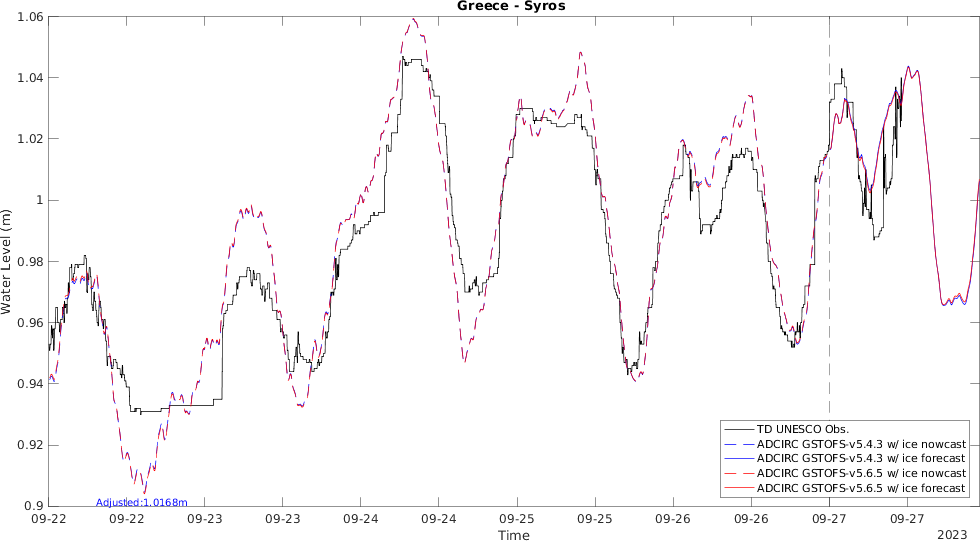 Greece - Syros
1.06
1.04
1.02
1
0.98
0.96
0.94
0.92
0.9
Water Level (m)
Adjusted:1.0168m
TD UNESCO Obs.
ADCIRC GSTOFS-v5.4.3 w/ ice nowcast
ADCIRC GSTOFS-v5.4.3 w/ ice forecast
ADCIRC GSTOFS-v5.6.5 w/ ice nowcast
ADCIRC GSTOFS-v5.6.5 w/ ice forecast
09-22 09-22 09-23 09-23 09-24 09-24 09-25 09-25 09-26 09-26 09-27 09-27
Time
2023